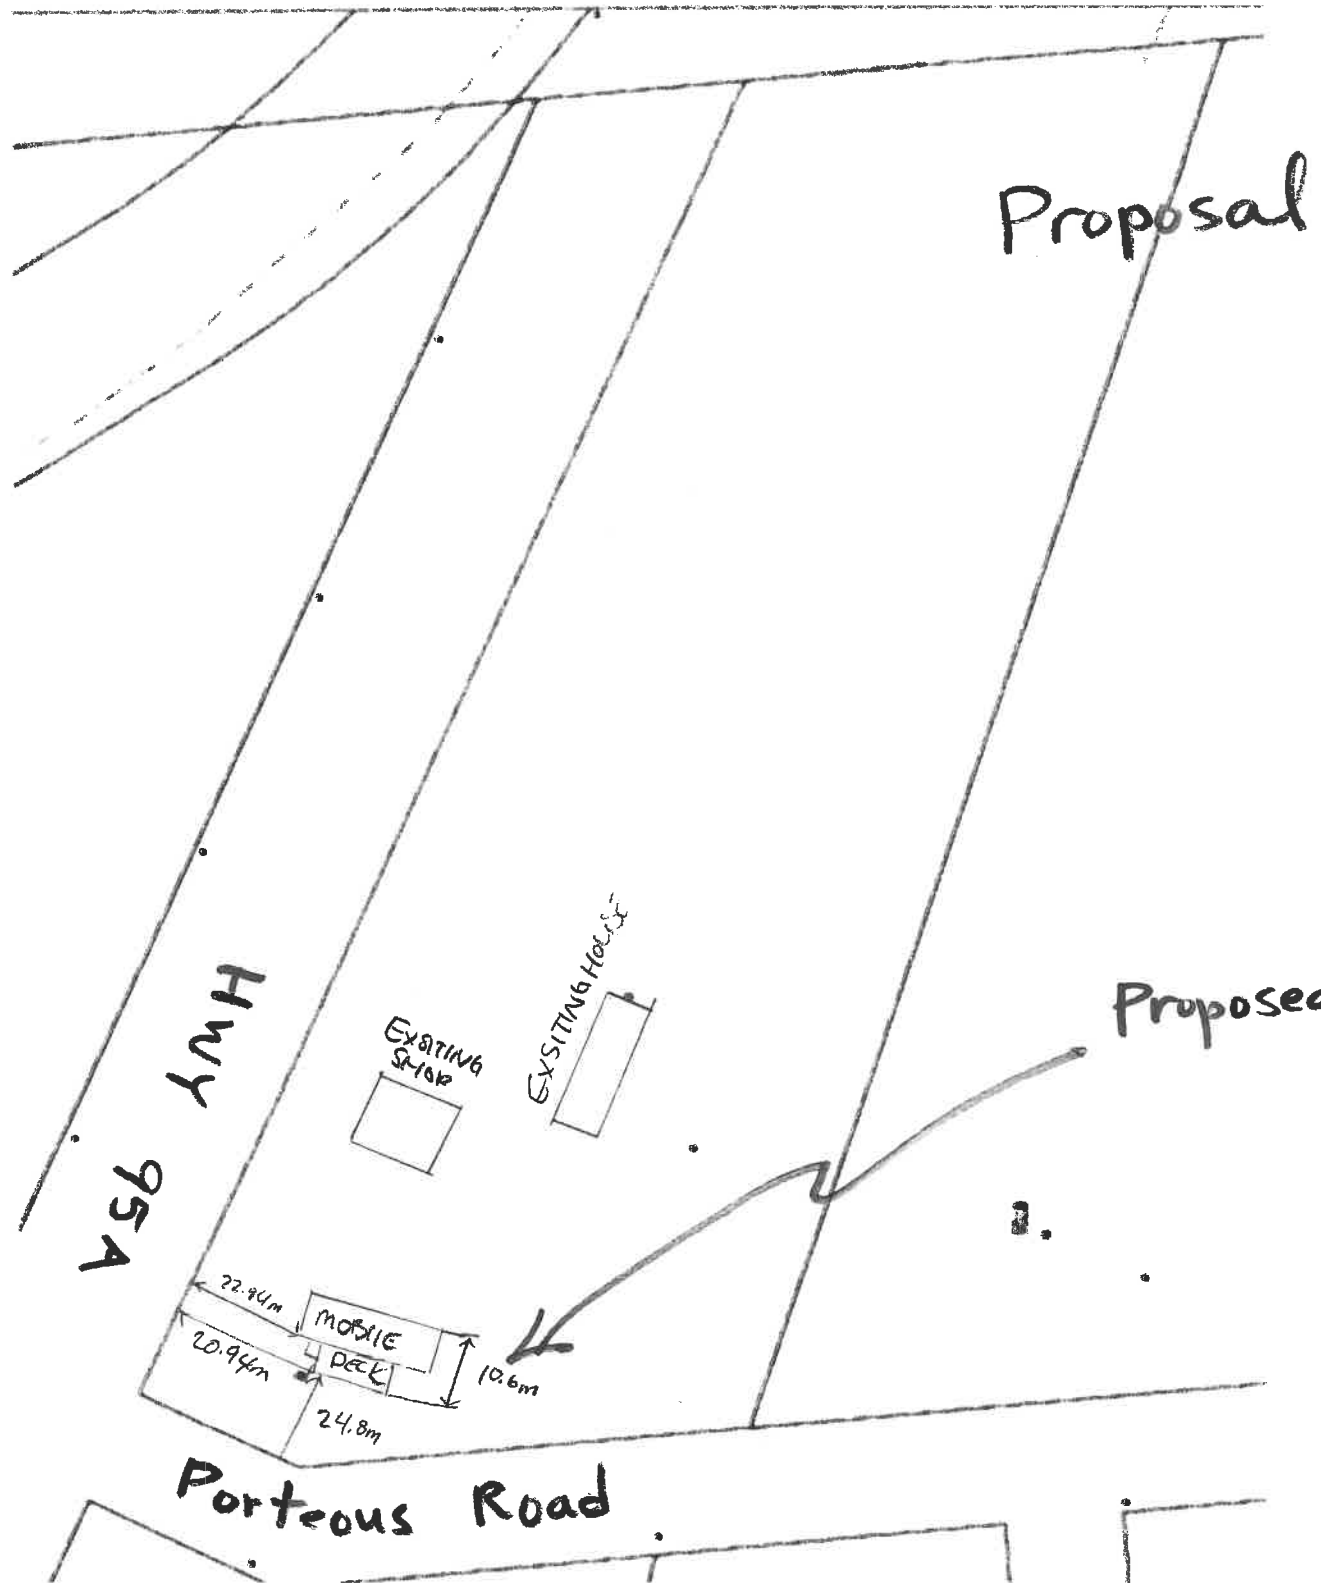 Proposal
EXSITING HOUSE
Proposed
EXSITING
SHOP
HWY 95A
22.94m
MOBILE
20.94m
DECK
10.6m
24.8m
Porteous Road